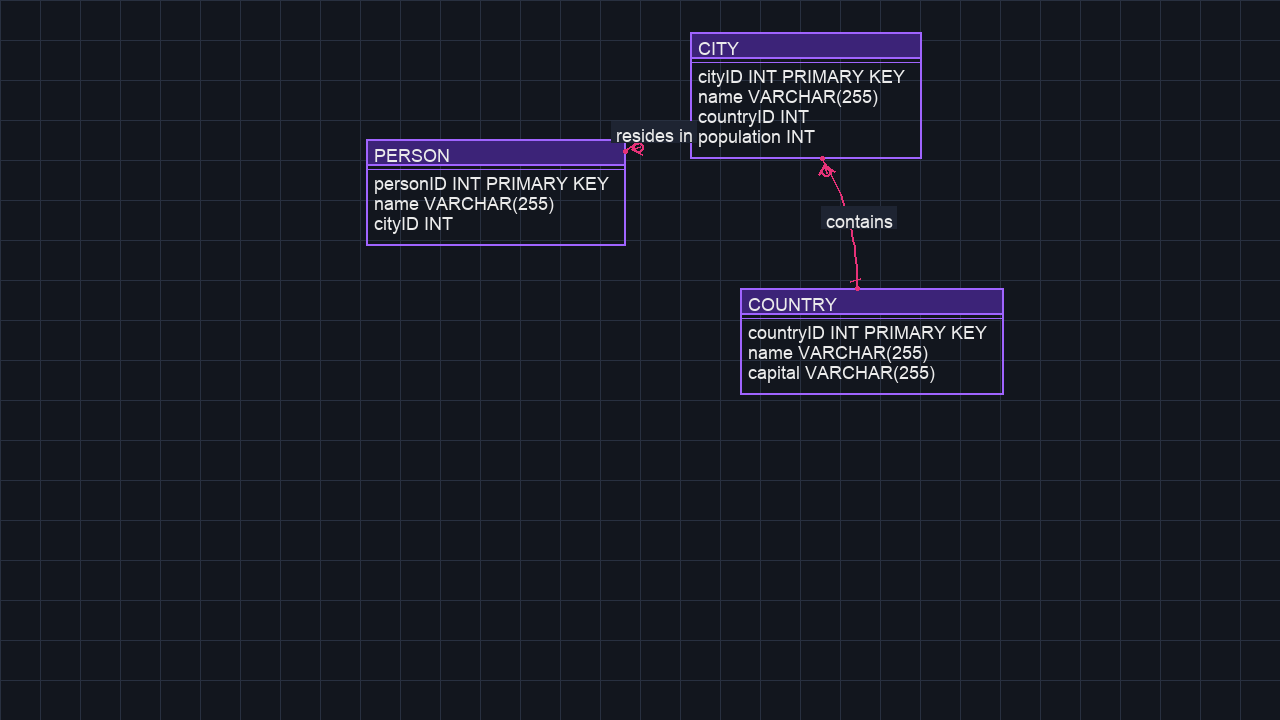 CITY
cityID INT PRIMARY KEY
name VARCHAR(255)
countryID INT
population INT
resides in
PERSON
personID INT PRIMARY KEY
name VARCHAR(255)
cityID INT
contains
COUNTRY
countryID INT PRIMARY KEY
name VARCHAR(255)
capital VARCHAR(255)